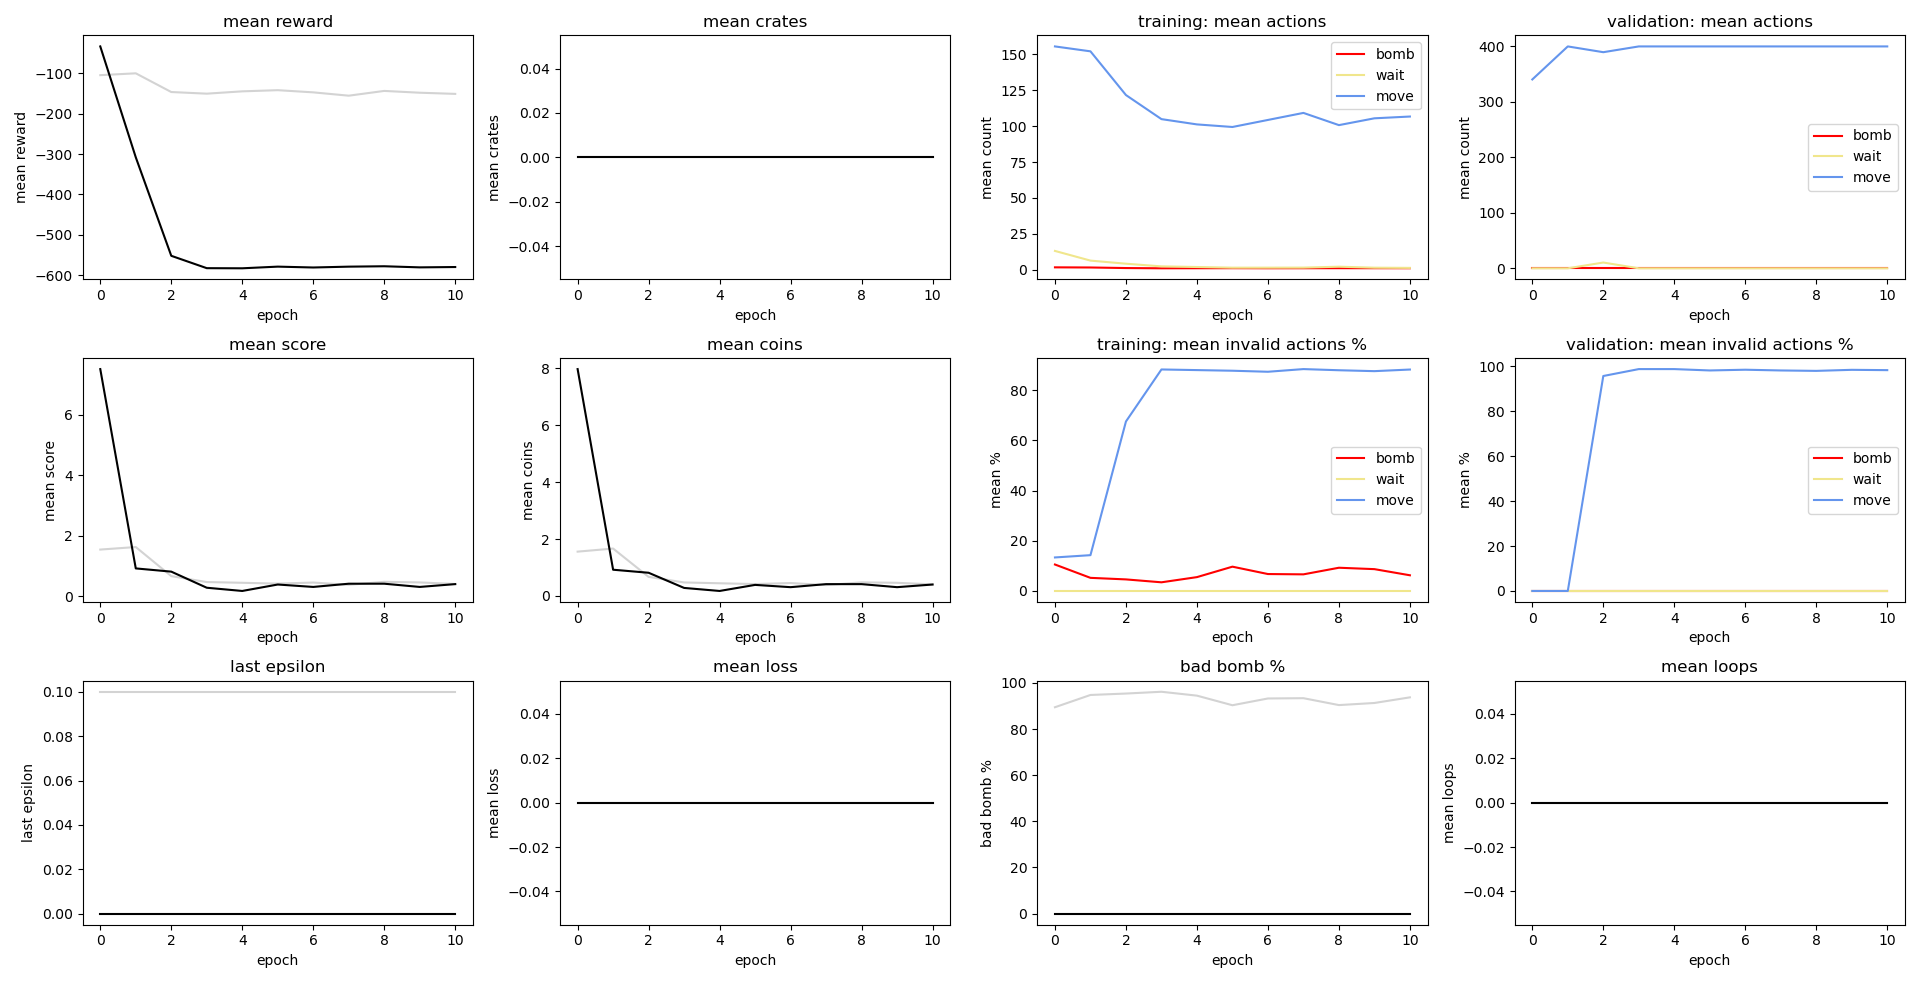 mean reward
mean reward
−100
−200
−300
−400
−500
−600
0 2 4 6 8 10
epoch
mean crates
mean crates
0.04
0.02
0.00
−0.02
−0.04
0 2 4 6 8 10
epoch
training: mean actions
mean count
150
125
100
75
50
25
0
bomb
wait
move
0 2 4 6 8 10
epoch
validation: mean actions
mean count
400
300
200
100
0
bomb
wait
move
0 2 4 6 8 10
epoch
mean score
mean score
6
4
2
0
0 2 4 6 8 10
epoch
mean coins
mean coins
8
6
4
2
0
0 2 4 6 8 10
epoch
training: mean invalid actions %
mean %
80
60
40
20
0
bomb
wait
move
0 2 4 6 8 10
epoch
validation: mean invalid actions %
mean %
100
80
60
40
20
0
bomb
wait
move
0 2 4 6 8 10
epoch
last epsilon
last epsilon
0.10
0.08
0.06
0.04
0.02
0.00
0 2 4 6 8 10
epoch
mean loss
mean loss
0.04
0.02
0.00
−0.02
−0.04
0 2 4 6 8 10
epoch
bad bomb %
bad bomb %
100
80
60
40
20
0
0 2 4 6 8 10
epoch
mean loops
mean loops
0.04
0.02
0.00
−0.02
−0.04
0 2 4 6 8 10
epoch